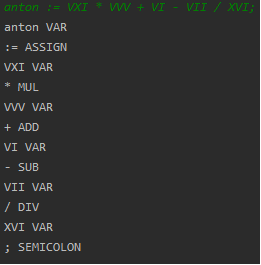 anton := VXI * VVV + VI - VII / XVI;
anton VAR
:= ASSIGN
VXI VAR
* MUL
VVV VAR
+ ADD
VI VAR
- SUB
VII VAR
/ DIV
XVI VAR
; SEMICOLON